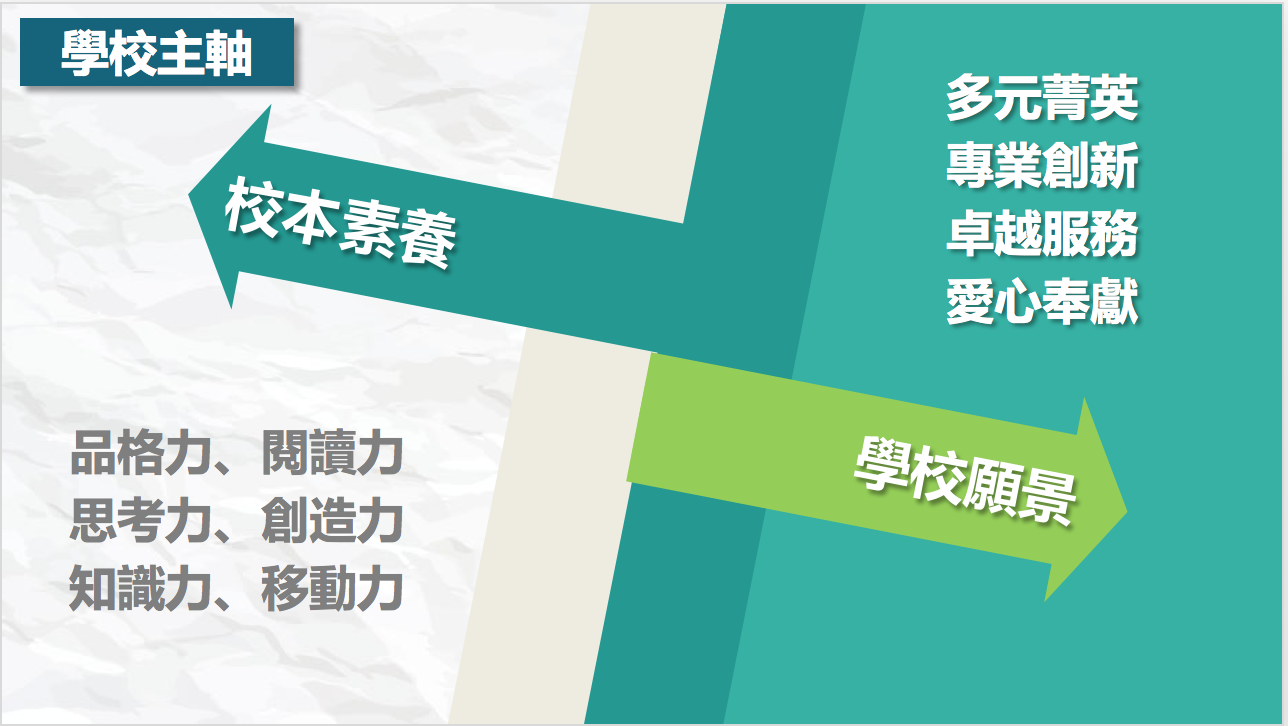 學校主軸
校本素養
品格力、閱讀力
思考力、創造力
知識力、移動力
多元菁英
專業創新
卓越服務
愛心奉獻
學校願景